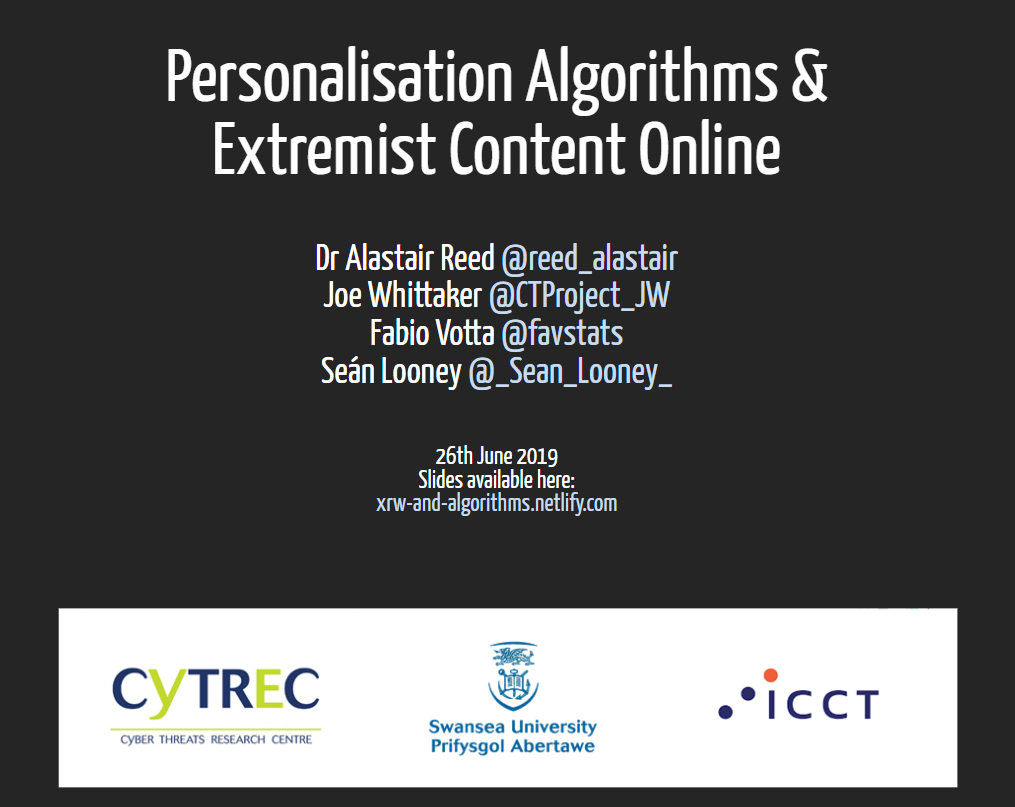 Personalisation Algorithms &
Extremist Content Online
Dr Alastair Reed @reed_alastair
Joe Whittaker @CTProject_JW
Fabio Votta @favstats
Seán Looney @_Sean_Looney_
26th June 2019
Slides available here:
xrw-and-algorithms.netlify.com
CYTREC
CYBER THREATS RESEARCH CENTRE
Swansea University
Prifysgol Abertawe
ICCT